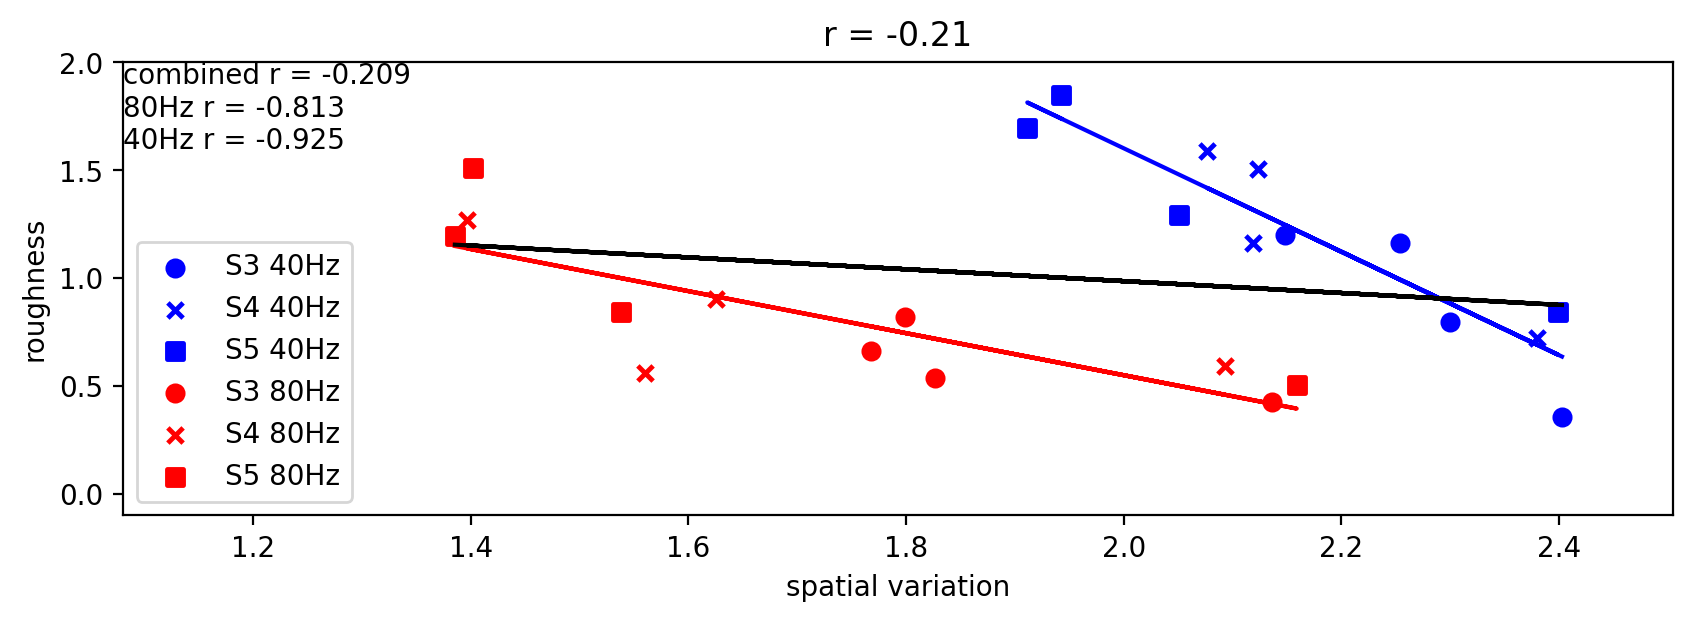 r = -0.21
combined r = -0.209
80Hz r = -0.813
40Hz r = -0.925
roughness
2.0
1.5
1.0
0.5
0.0
S3 40Hz
S4 40Hz
S5 40Hz
S3 80Hz
S4 80Hz
S5 80Hz
1.2 1.4 1.6 1.8 2.0 2.2 2.4
spatial variation